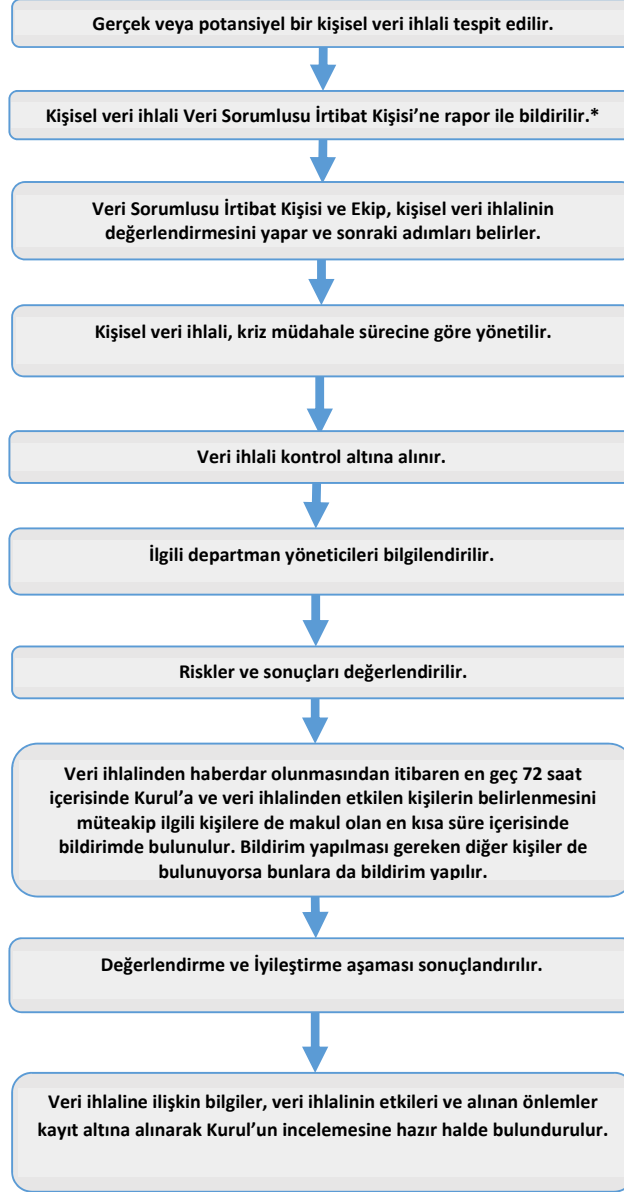 Gerçek veya potansiyel bir kişisel veri ihlali tespit edilir.
Kişisel veri ihlali Veri Sorumlusu İrtibat Kişisi’ne rapor ile bildirilir.*
Veri Sorumlusu İrtibat Kişisi ve Ekip, kişisel veri ihlalinin
değerlendirmesini yapar ve sonraki adımları belirler.
Kişisel veri ihlali, kriz müdahale sürecine göre yönetilir.
Veri ihlali kontrol altına alınır.
İlgili departman yöneticileri bilgilendirilir.
Riskler ve sonuçları değerlendirilir.
Veri ihlalinden haberdar olunmasından itibaren en geç 72 saat
içerisinde Kurul’a ve veri ihlalinden etkilen kişilerin belirlenmesini
müteakip ilgili kişilere de makul olan en kısa süre içerisinde
bildirimde bulunulur. Bildirim yapılması gereken diğer kişiler de
bulunuyorsa bunlara da bildirim yapılır.
Değerlendirme ve İyileştirme aşaması sonuçlandırılır.
Veri ihlaline ilişkin bilgiler, veri ihlalinin etkileri ve alınan önlemler
kayıt altına alınarak Kurul’un incelemesine hazır halde bulundurulur.